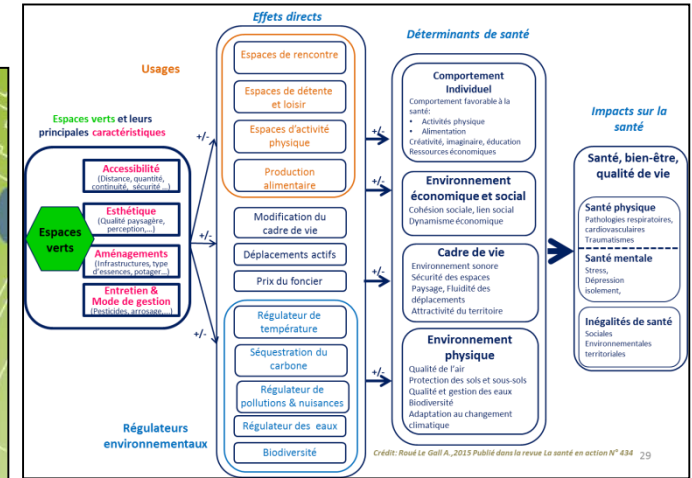 Effets directs
Déterminants de santé
Usages
Impacts sur la
santé
Espaces verts et leurs
principales caractéristiques
Espaces
verts
Accessibilité
(Distance, quantité,
continuité, sécurité ...)
Esthétique
(Qualité paysagère,
perception,...)
Aménagements
(Infrastructures, type
d'essences, potager...)
Entretien &
Mode de gestion
(Pesticides, arrosage,...)
+/-
+/-
+/-
Espaces de rencontre
Espaces de détente
et loisir
Espaces d'activité
physique
Production
alimentaire
Modification du
cadre de vie
Déplacements actifs
Prix du foncier
Régulateur de
température
Séquestration du
carbone
Régulateur de
pollutions & nuisances
Régulateur des eaux
Biodiversité
Régulateurs
environnementaux
+/-
+/-
+/-
+/-
Comportement
Individuel
Comportement favorable à la
santé:
• Activités physique
• Alimentation
Créativité, imaginaire, éducation
Ressources économiques
Environnement
économique et social
Cohésion sociale, lien social
Dynamisme économique
Cadre de vie
Environnement sonore
Sécurité des espaces
Paysage, Fluidité des
déplacements
Attractivité du territoire
Environnement
physique
Qualité de l'air
Protection des sols et sous-sols
Qualité et gestion des eaux
Biodiversité
Adaptation au changement
climatique
Santé, bien-être,
qualité de vie
Santé physique
Pathologies respiratoires,
cardiovasculaires
Traumatismes
Santé mentale
Stress,
Dépression
isolement,
Inégalités de santé
Sociales
Environnementales
territoriales
Crédit: Roué Le Gall A.,2015 Publié dans la revue La santé en action N° 434
29